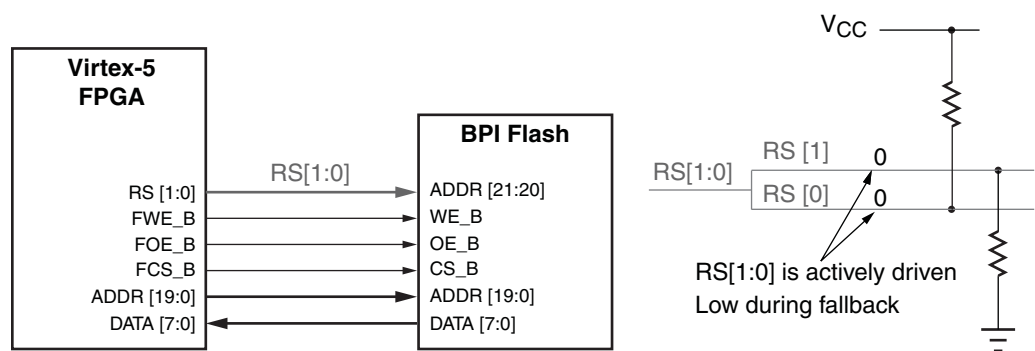 Virtex-5
FPGA
RS [1:0]
FWE_B
FOE_B
FCS_B
ADDR [19:0]
DATA [7:0]
RS[1:0]
BPI Flash
ADDR [21:20]
WE_B
OE_B
CS_B
ADDR [19:0]
DATA [7:0]
VCC
RS[1:0]
RS [1]
0
RS [0]
0
RS[1:0] is actively driven
Low during fallback